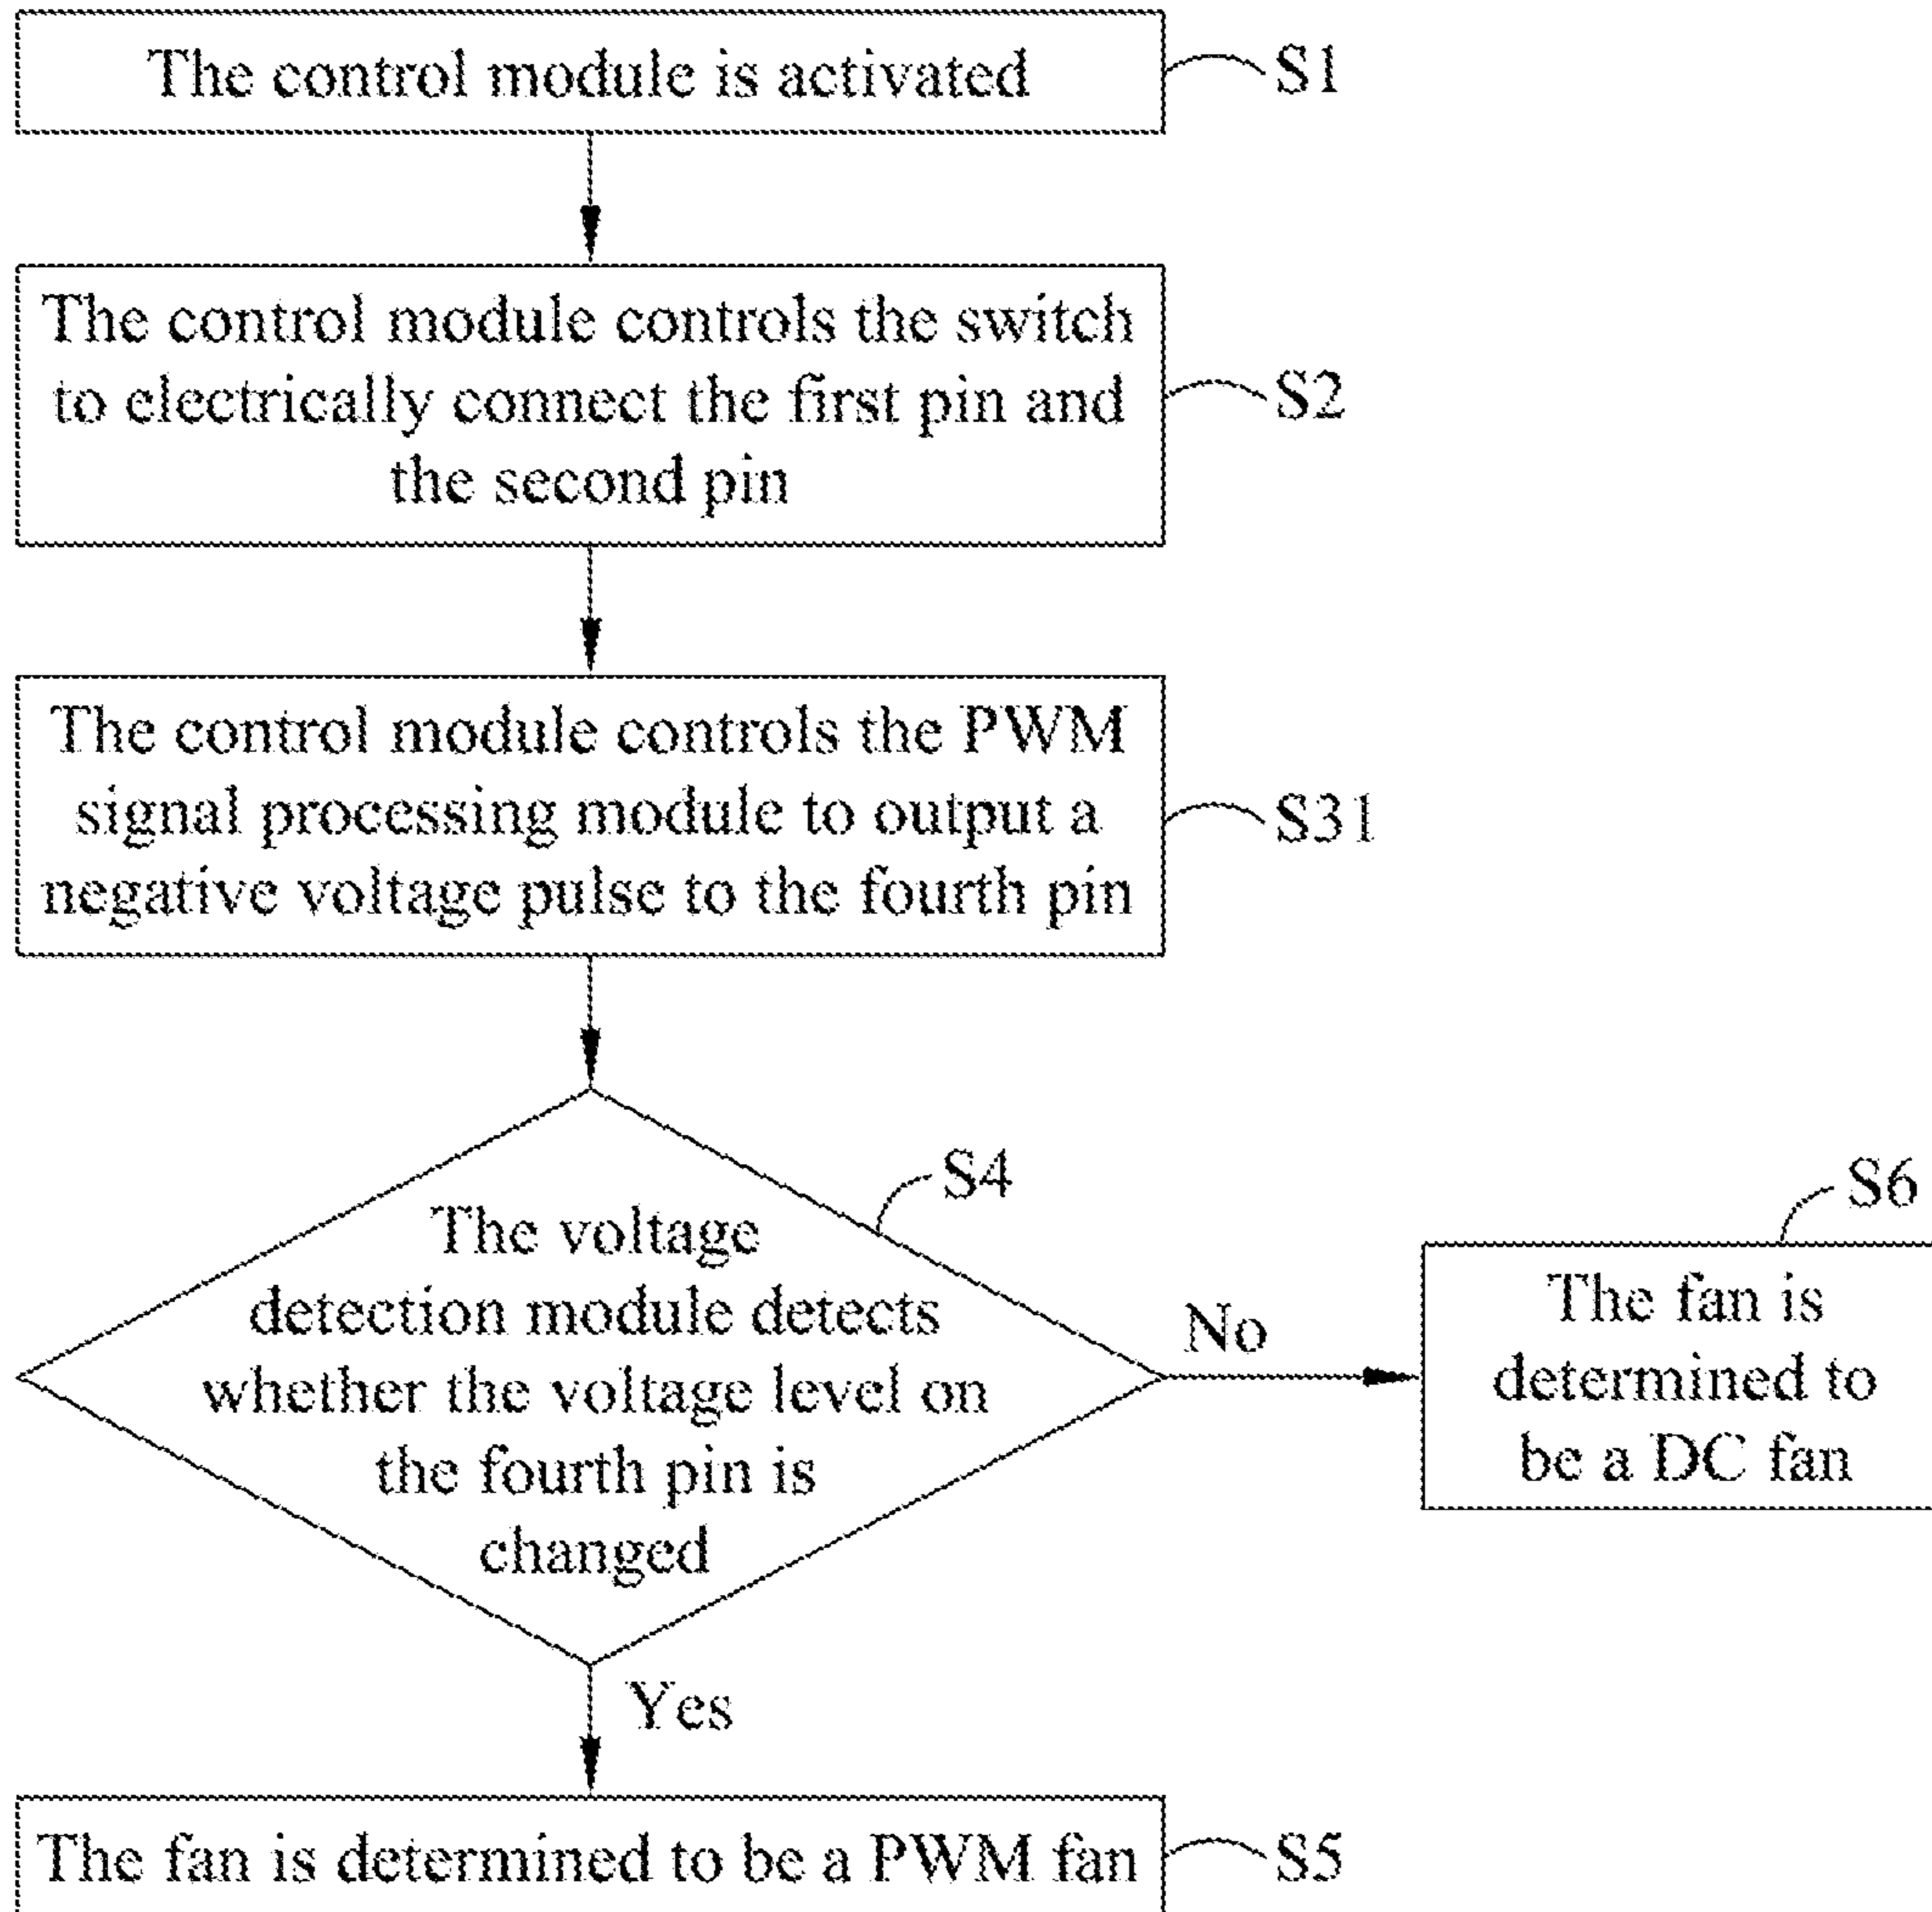 The control module is activated
S1
The control module controls the switch
to electrically connect the first pin and
the second pin
S2
The control module controls the PWM
signal processing module to output a
negative voltage pulse to the fourth pin
S31
The voltage
detection module detects
whether the voltage level on
the fourth pin is
changed
S4
No
S6
The fan is
determined to
be a DC fan
Yes
The fan is determined to be a PWM fan
S5